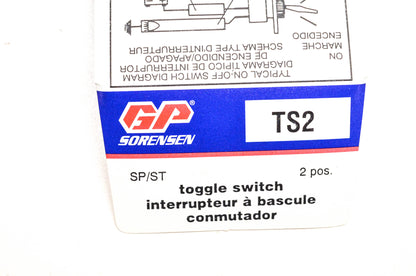 TYPICAL ON-OFF SWITCH DIAGRAM
DIAGRAMA TIPICO DE INTERRUPTOR
DE ENCENDIDO/APAGADO
SCHEMA TYPE D'INTERRUPTEUR
ON
MARCHE
ENCENDIDO
GP
SORENSEN
TS2
SP/ST
2 pos.
toggle switch
interrupteur à bascule
conmutador